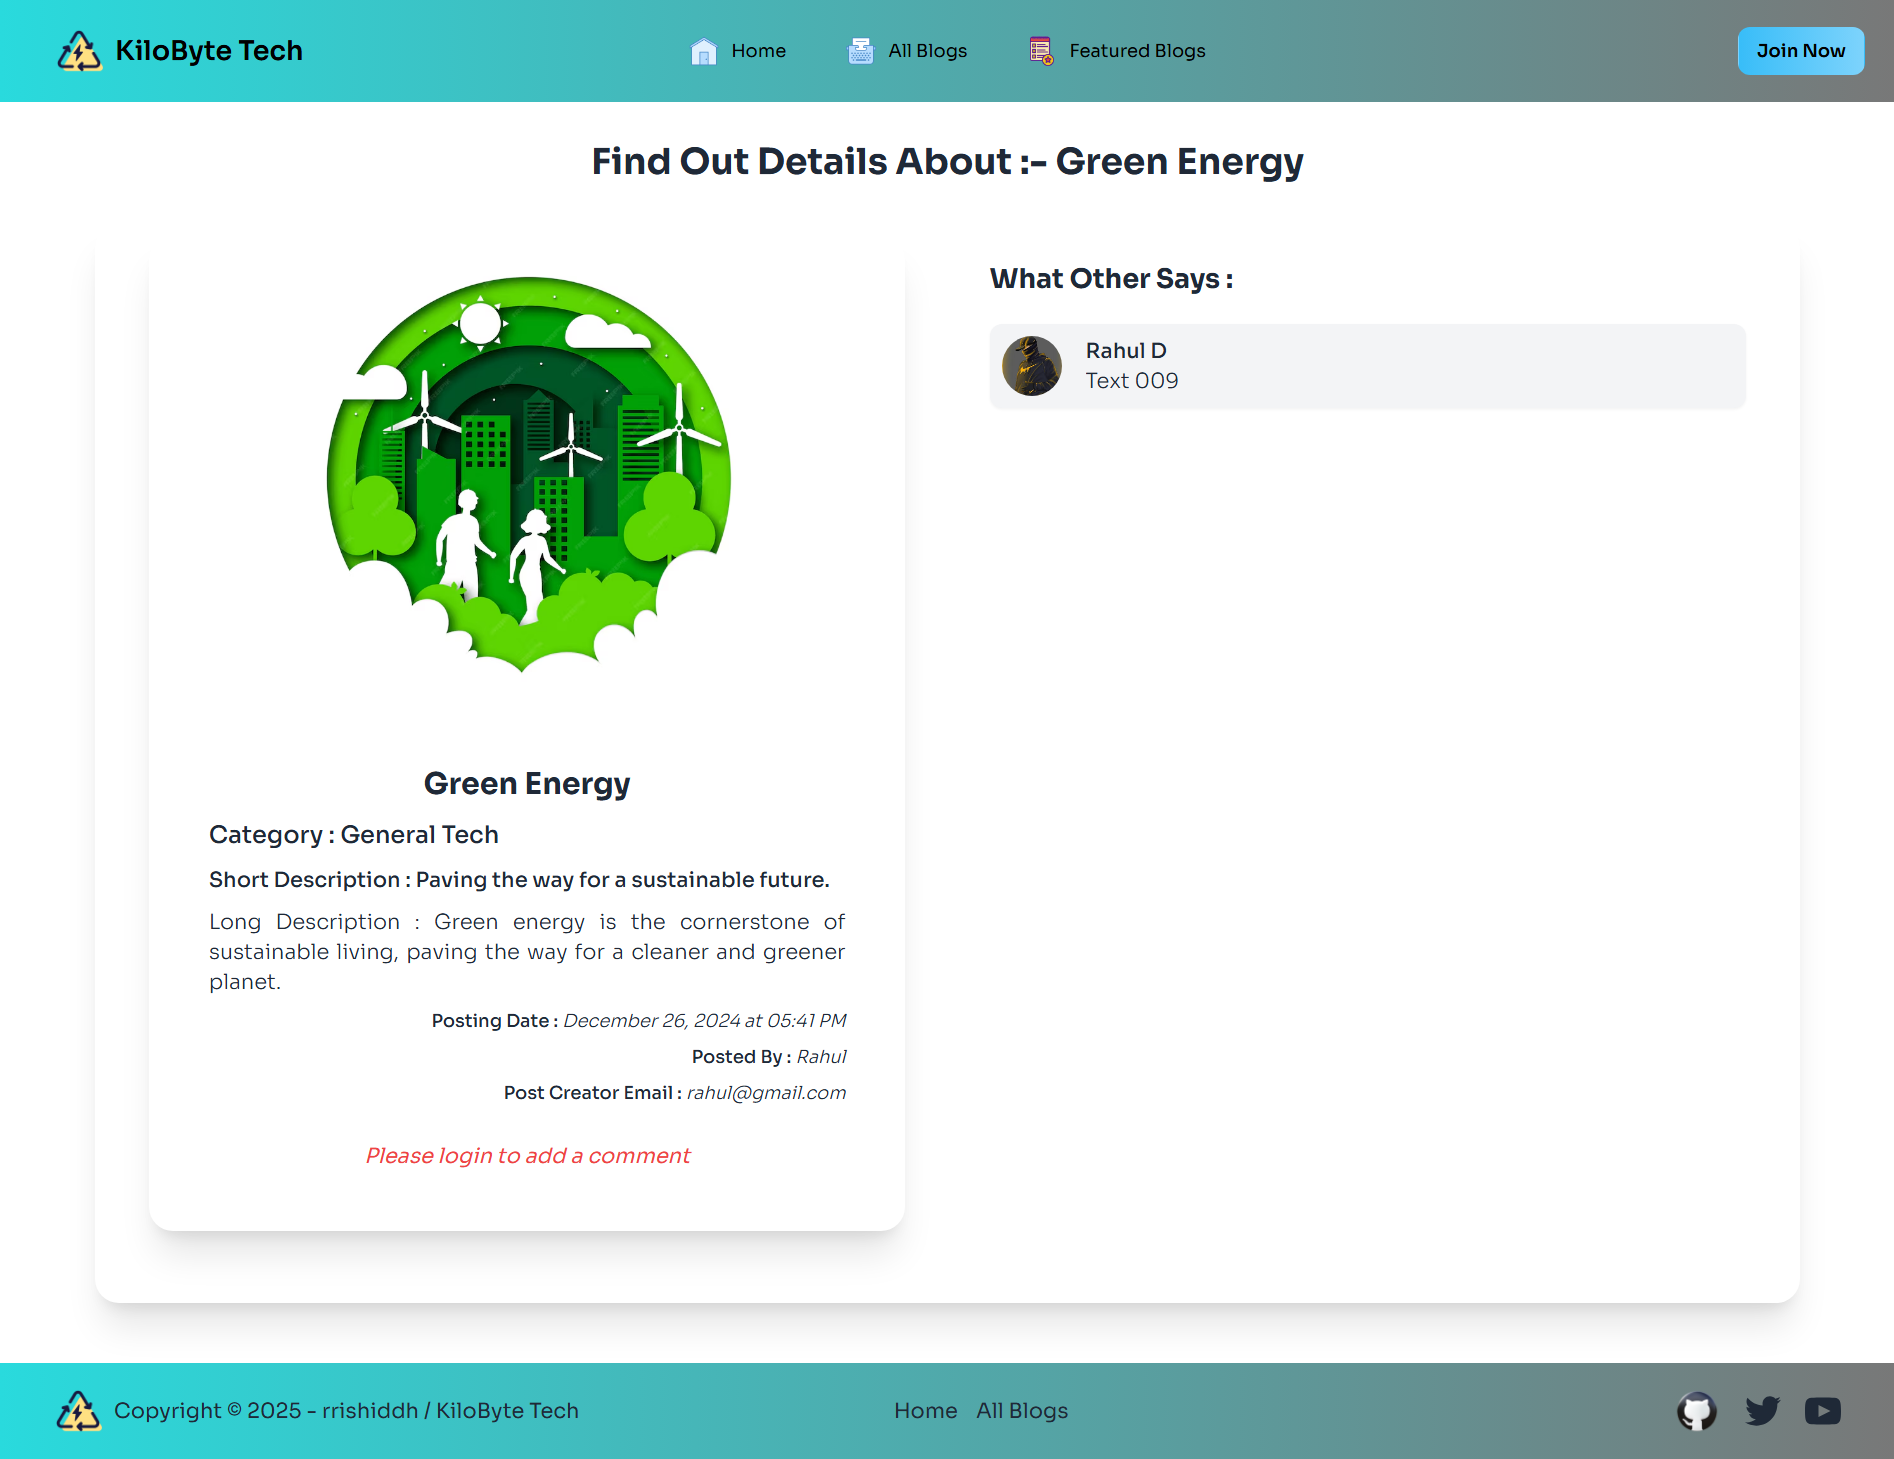 KiloByte Tech
Home
All Blogs
Featured Blogs
Join Now
Find Out Details About :- Green Energy
Green Energy
Category : General Tech
Short Description : Paving the way for a sustainable future.
Long Description : Green energy is the cornerstone of
sustainable living, paving the way for a cleaner and greener
planet.
Posting Date : December 26, 2024 at 05:41 PM
Posted By : Rahul
Post Creator Email : rahul@gmail.com
Please login to add a comment
What Other Says :
Rahul D
Text 009
Copyright © 2025 - rrishiddh / KiloByte Tech
Home
All Blogs